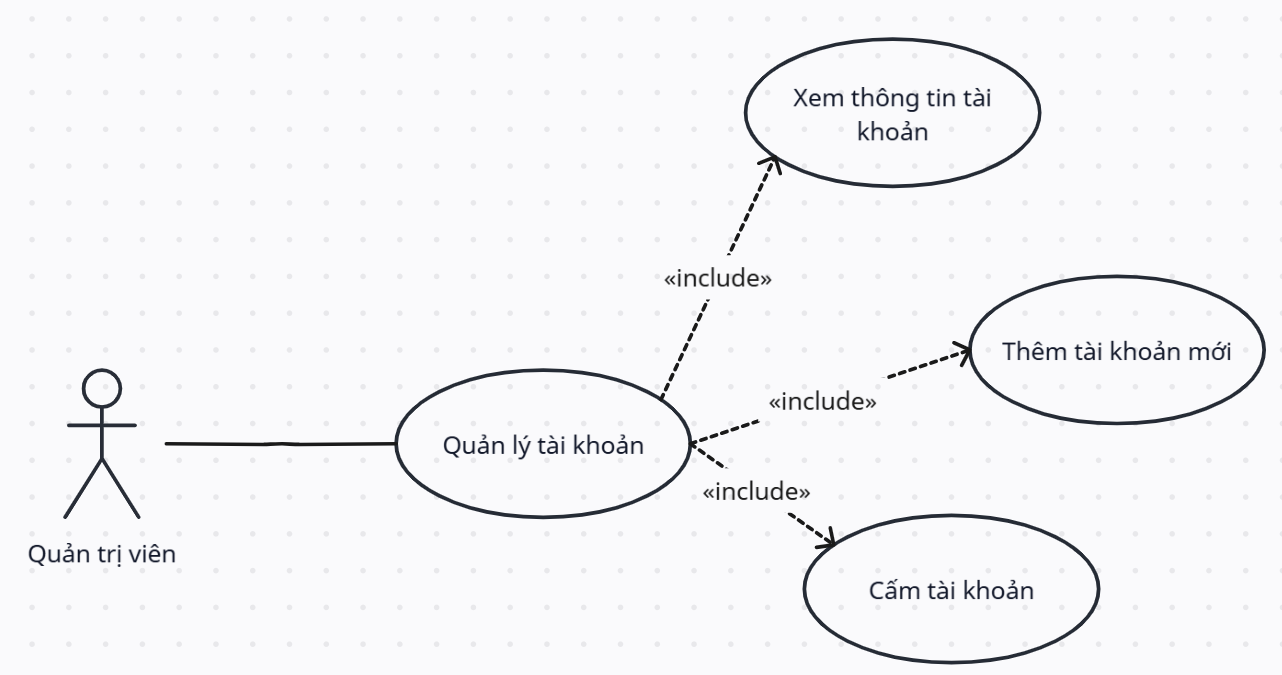 Xem thông tin tài
khoản
«include»
Thêm tài khoản mới
«include»
Quản lý tài khoản
«include»
Quản trị viên
Cấm tài khoản